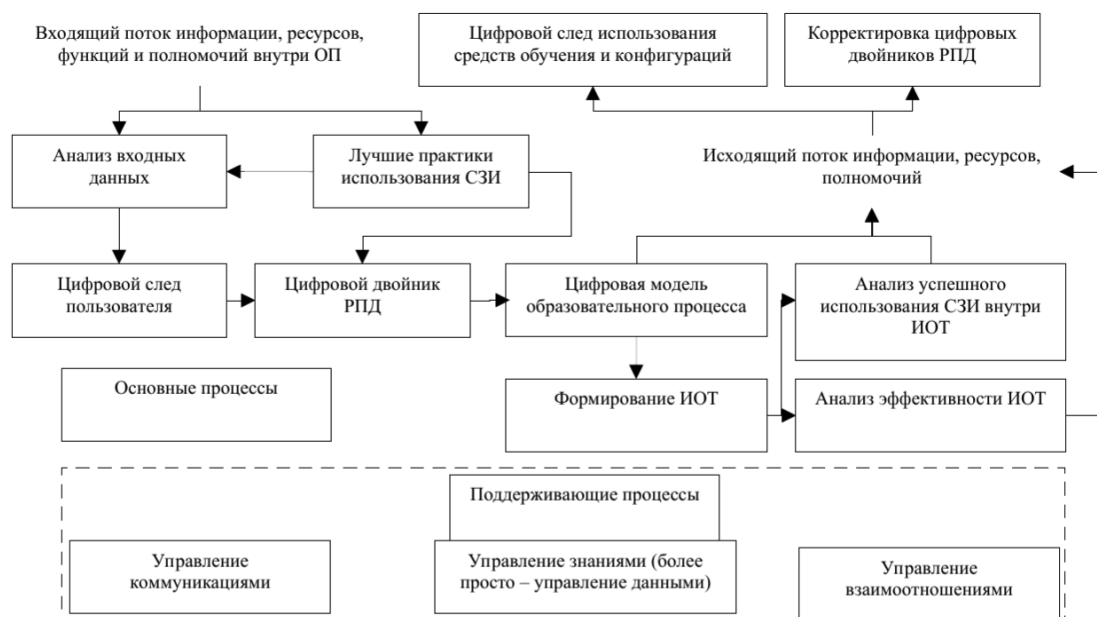 Входящий поток информации, ресурсов,
функций и полномочий внутри ОП
Цифровой след использования
средств обучения и конфигураций
Корректировка цифровых
двойников РПД
Анализ входных
данных
Лучшие практики
использования СЗИ
Исходящий поток информации, ресурсов,
полномочий
Цифровой след
пользователя
Цифровой двойник
РПД
Цифровая модель
образовательного процесса
Анализ успешного
использования СЗИ внутри
ИОТ
Основные процессы
Формирование ИОТ
Анализ эффективности ИОТ
Поддерживающие процессы
Управление
коммуникациями
Управление знаниями (более
просто – управление данными)
Управление
взаимоотношениями